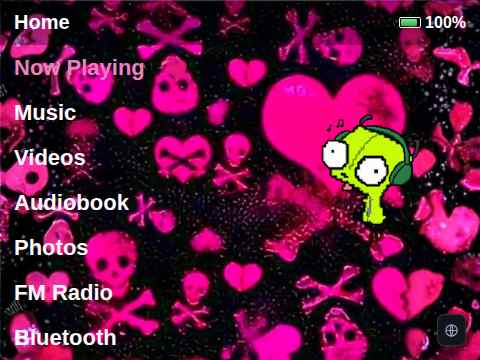 Home
100%
Now Playing
Music
Videos
Audiobook
Photos
FM Radio
Bluetooth